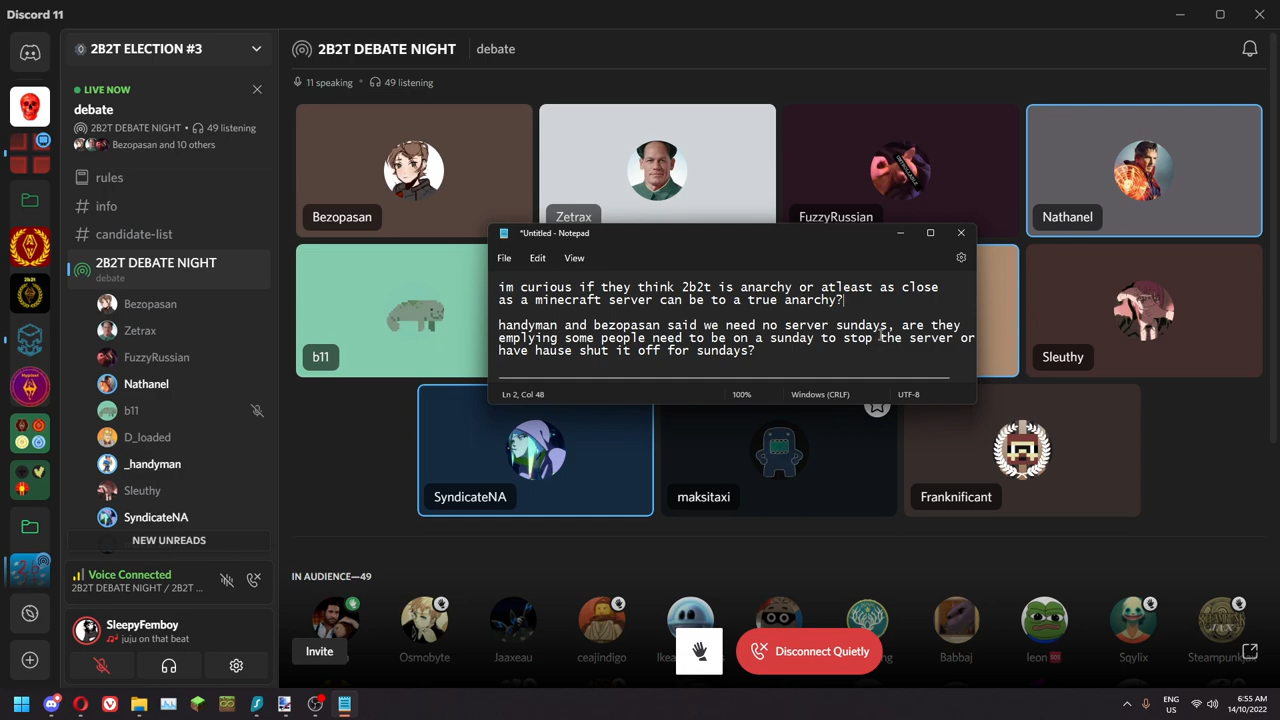 Discord 11
2B2T ELECTION #3
LIVE NOW
debate
2B2T DEBATE NIGHT • 49 listening
Bezopasan and 10 others
rules
info
candidate-list
2B2T DEBATE NIGHT
debate
Bezopasan
Zetrax
FuzzyRussian
Nathanel
b11
D_loaded
_handyman
Sleuthy
SyndicateNA
NEW UNREADS
Voice Connected
2B2T DEBATE NIGHT / 2B2T ...
SleepyFemboy
juju on that beat
2B2T DEBATE NIGHT
debate
11 speaking • 49 listening
Bezopasan
Zetrax
FuzzyRussian
Nathanel
b11
Sleuthy
SyndicateNA
maksitaxi
Franknificant
*Untitled - Notepad
File Edit View
im curious if they think 2b2t is anarchy or atleast as close
as a minecraft server can be to a true anarchy?
handyman and bezopasan said we need no server sundays, are they
emplying some people need to be on a sunday to stop the server or
have hause shut it off for sundays?
Ln 2, Col 48
100%
Windows (CRLF)
UTF-8
IN AUDIENCE—49
Osmobyte
Jaaxeau
ceajindigo
Babbaj
leon
Sqylix
Invite
Disconnect Quietly
ENG
US
6:55 AM
14/10/2022